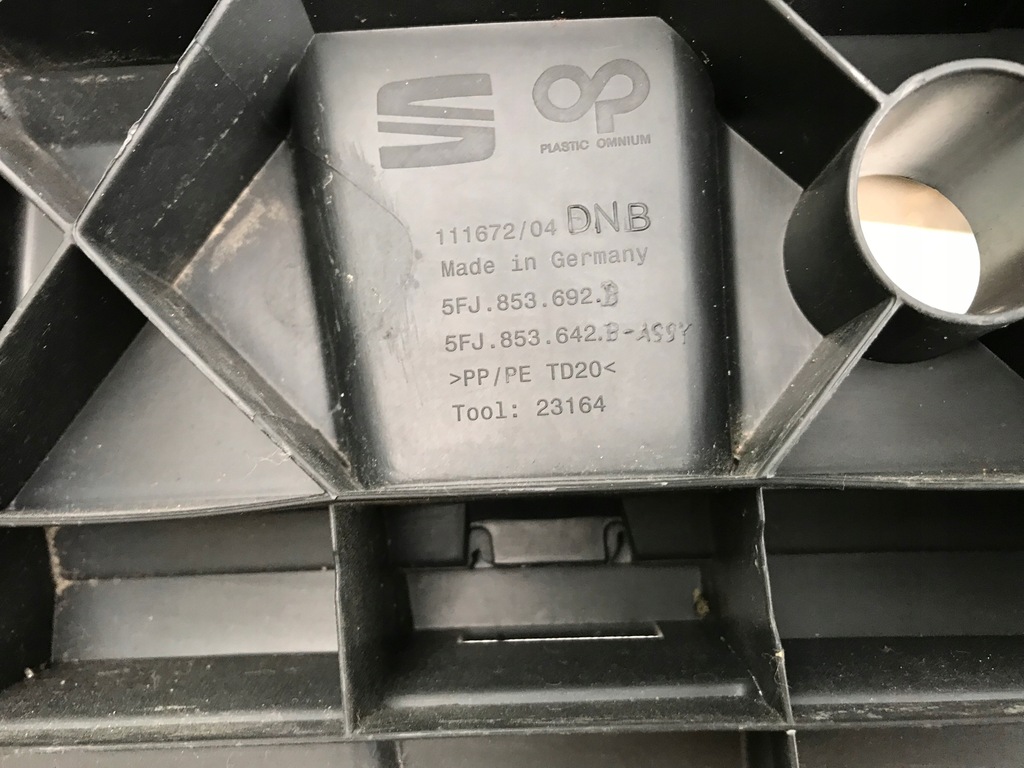 PLASTIC OMNIUM
111672/04 DNB
Made in Germany
5FJ.853.692.B
5FJ.853.642.B-ASSY
>PP/PE TD20<
Tool: 23164